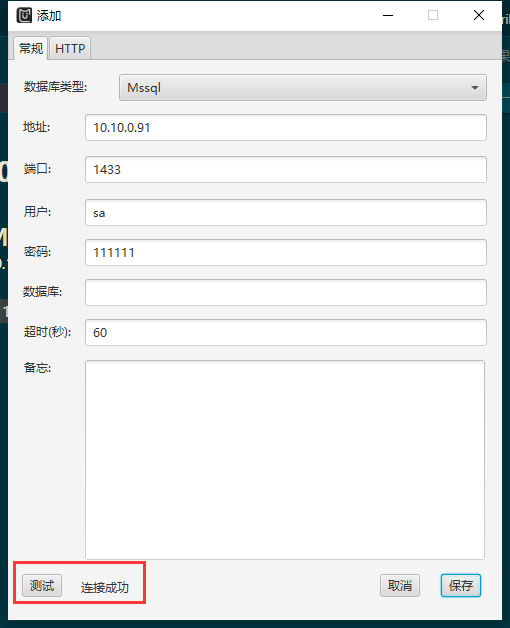 添加
常规 HTTP
数据库类型: Mssql
地址: 10.10.0.91
端口: 1433
用户: sa
密码: 111111
数据库:
超时(秒): 60
备忘:
测试 连接成功 取消 保存